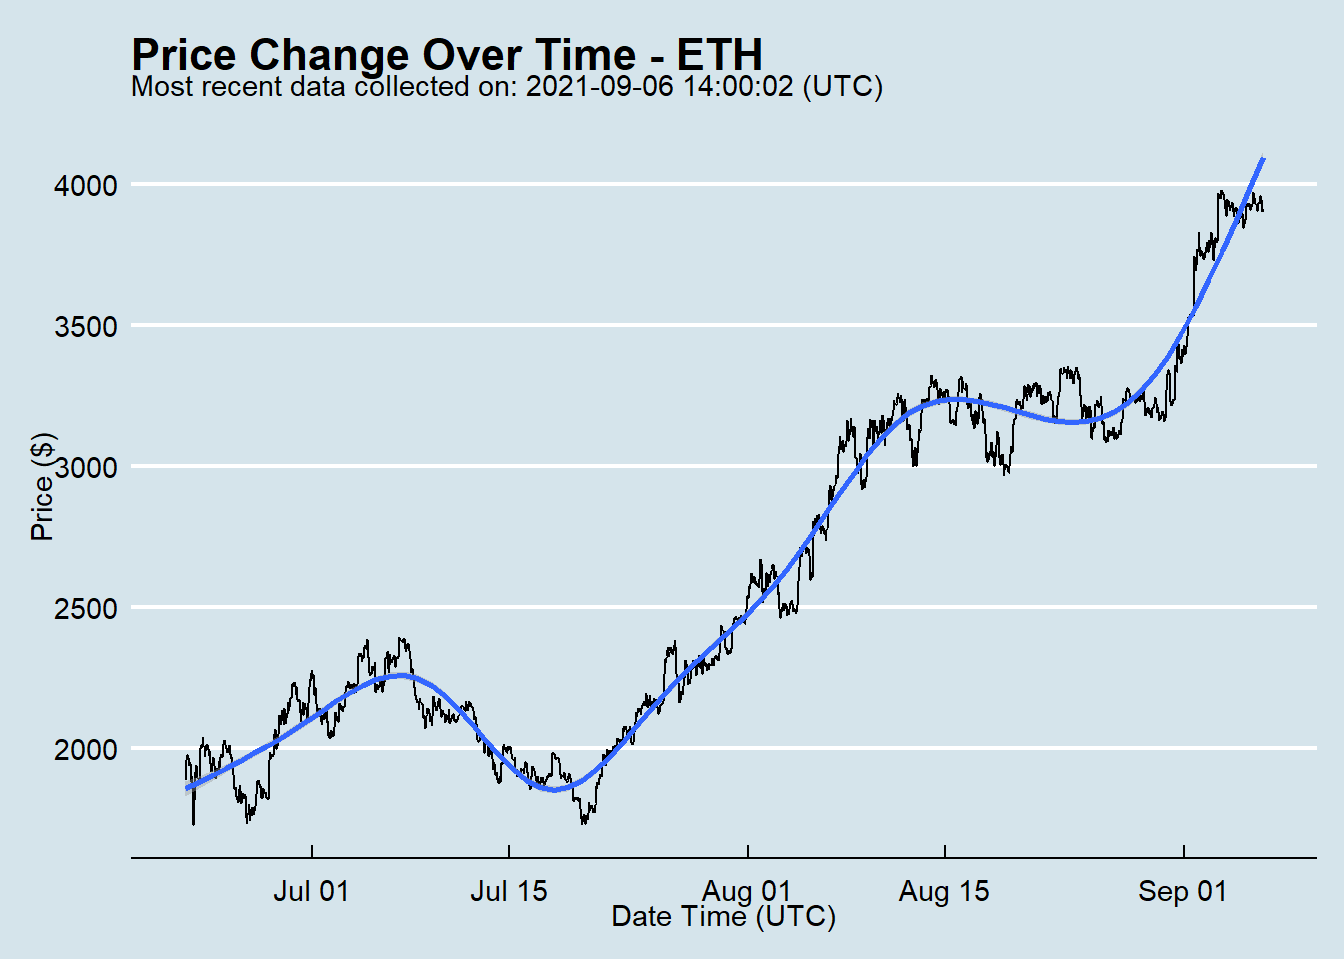 Price Change Over Time - ETH
Most recent data collected on: 2021-09-06 14:00:02 (UTC)
4000
3500
3000
2500
2000
Price ($)
Jul 01
Jul 15
Aug 01
Aug 15
Sep 01
Date Time (UTC)